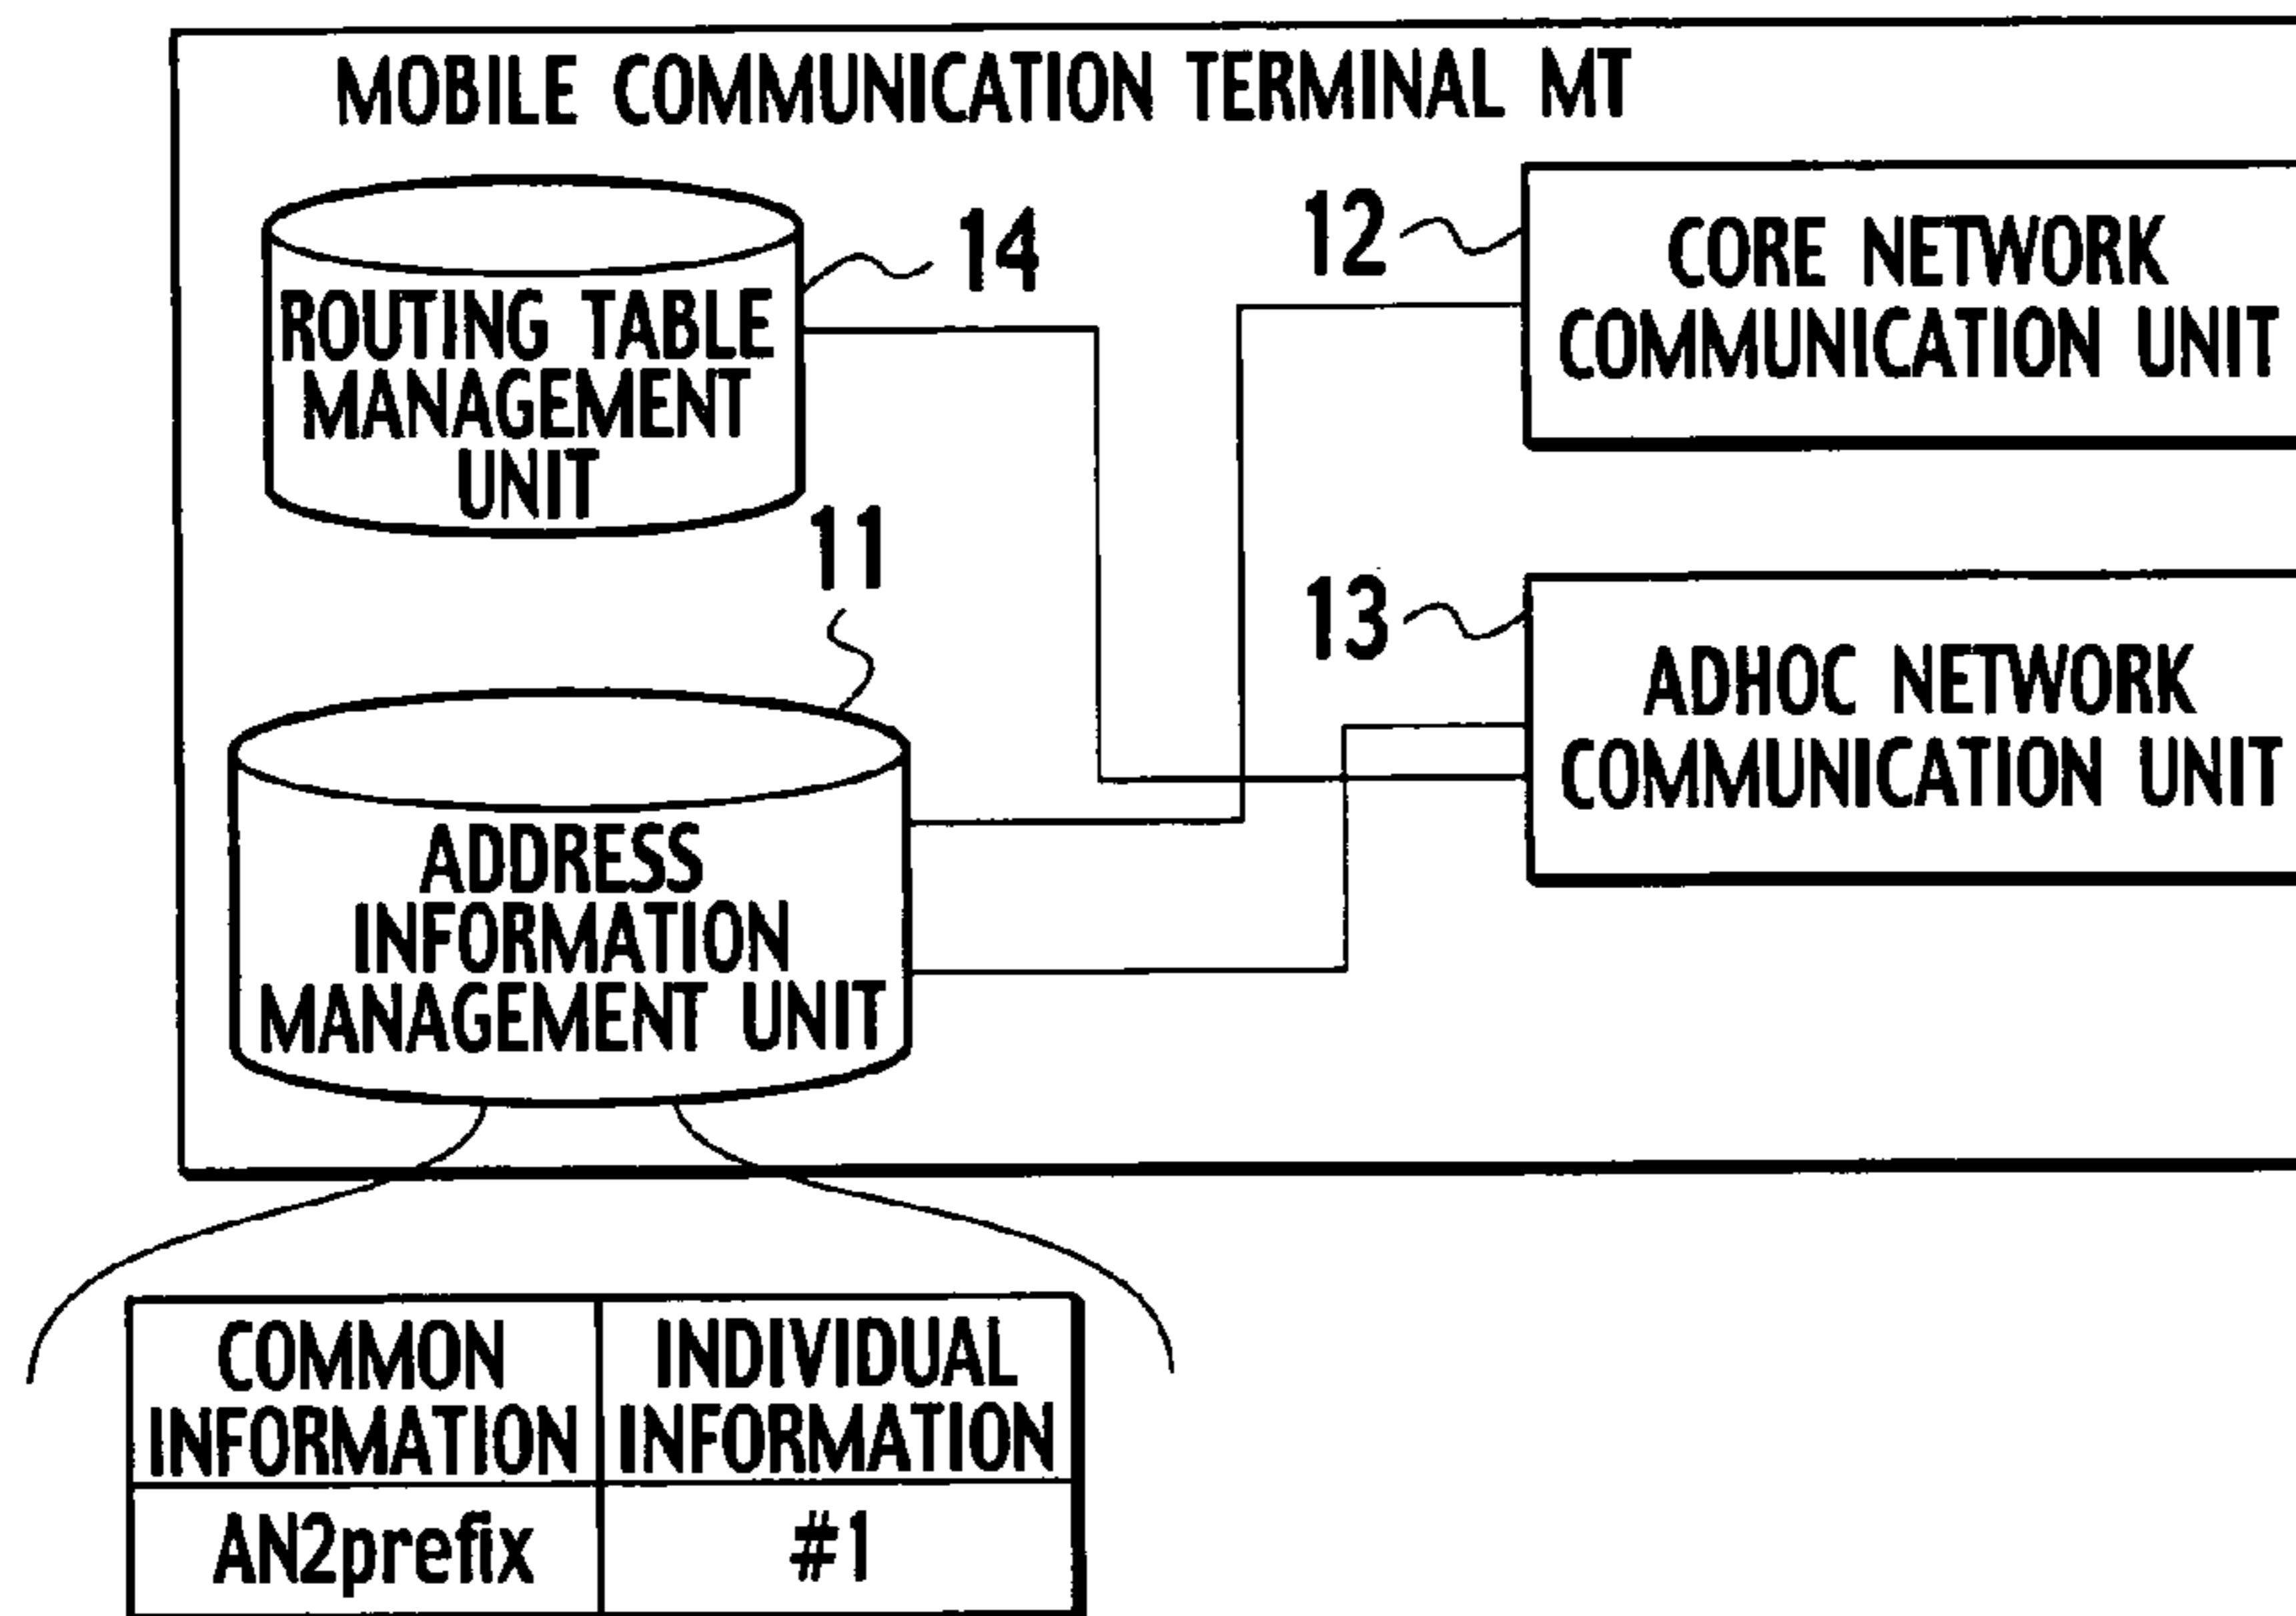 MOBILE COMMUNICATION TERMINAL MT
14
ROUTING TABLE
MANAGEMENT
UNIT
12
CORE NETWORK
COMMUNICATION UNIT
11
13
ADHOC NETWORK
COMMUNICATION UNIT
ADDRESS
INFORMATION
MANAGEMENT UNIT
COMMON
INFORMATION
INDIVIDUAL
INFORMATION
AN2prefix
#1